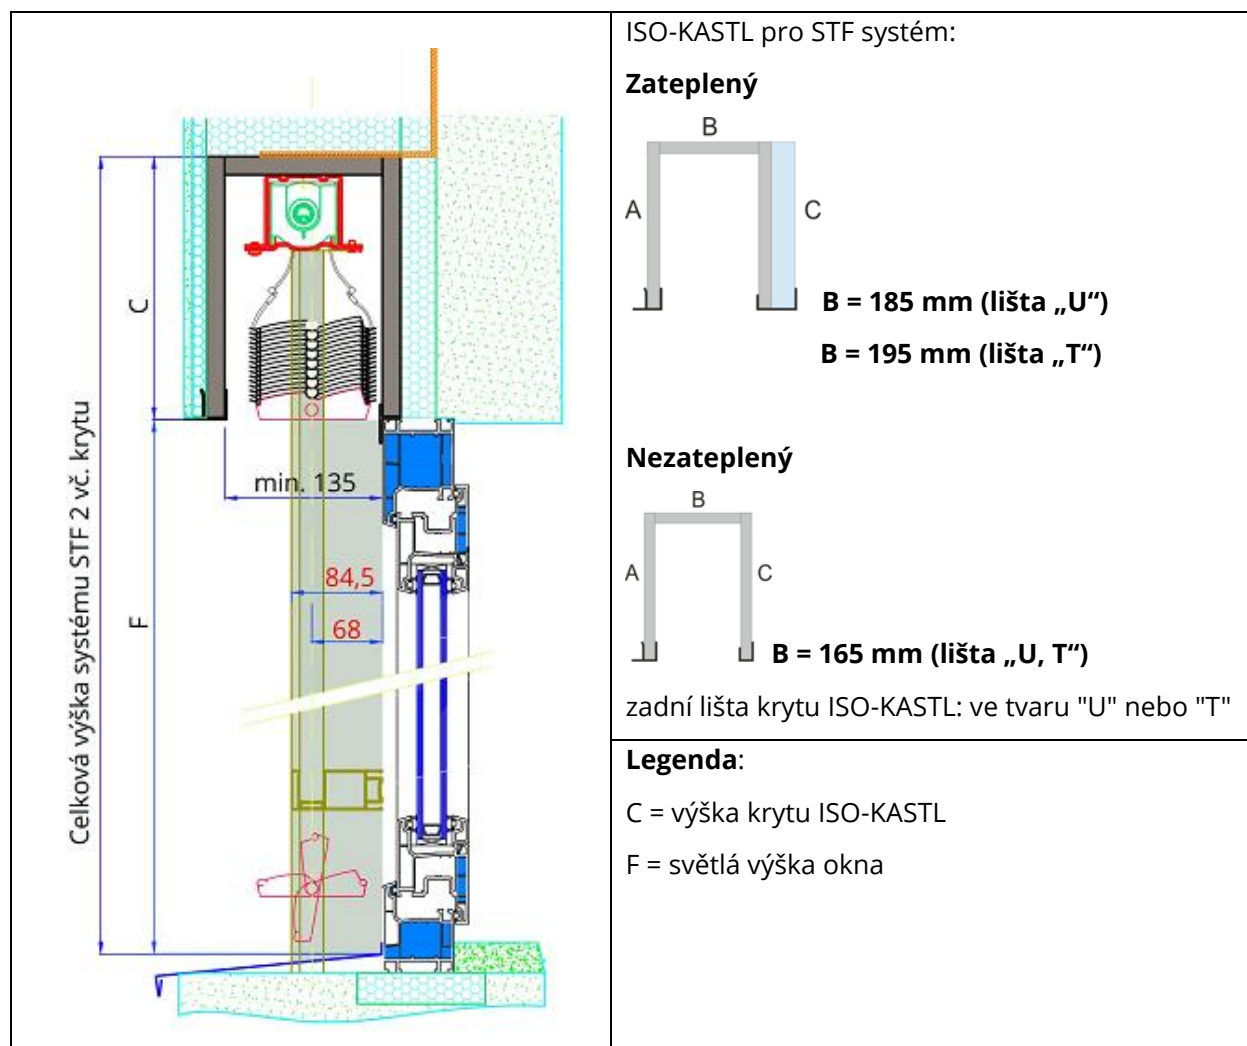 Celková výška systému STF 2 vč. krytu
C
F
min. 135
84,5
68
ISO-KASTL pro STF systém:
Zateplený
B
A
C
B = 185 mm (lišta „U“)
B = 195 mm (lišta „T“)
Nezateplený
B
A
C
B = 165 mm (lišta „U, T“)
zadní lišta krytu ISO-KASTL: ve tvaru "U" nebo "T"
Legenda:
C = výška krytu ISO-KASTL
F = světlá výška okna